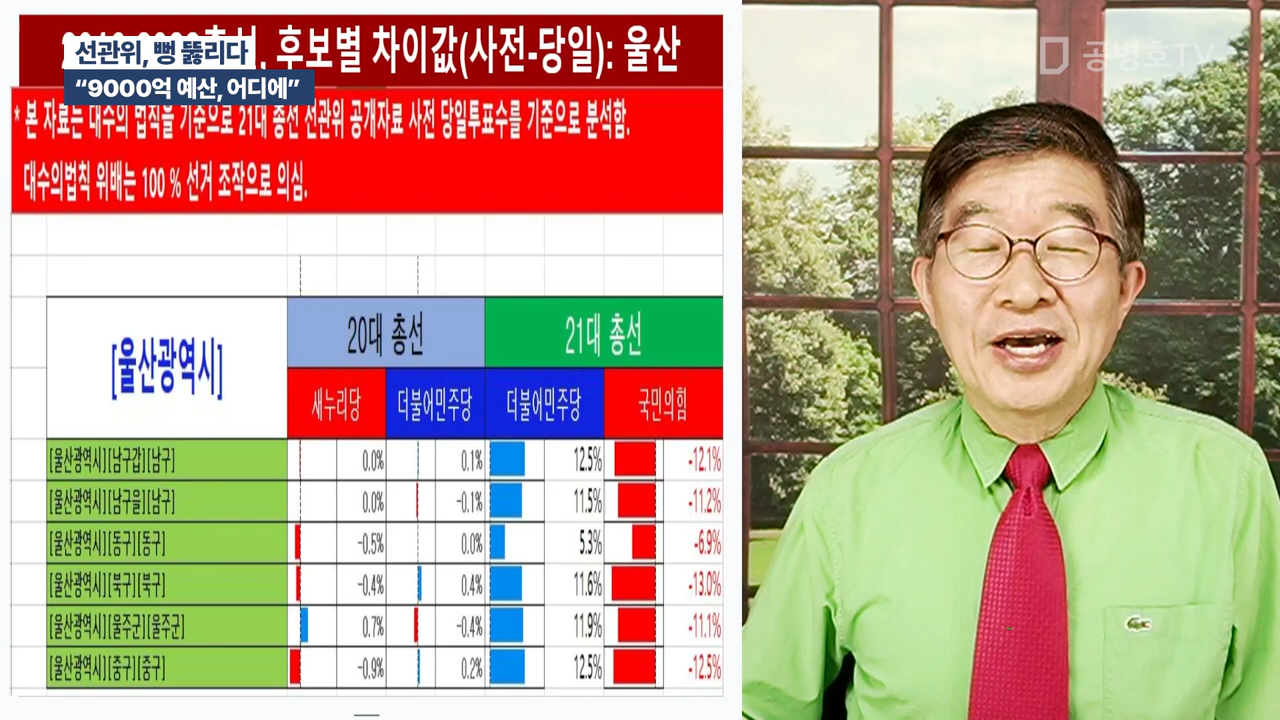 선관위, 뻥 뚫리다
“9000억 예산, 어디에”
, 후보별 차이값(사전-당일): 울산
* 본 자료는 대수의 법칙을 기준으로 21대 총선 선관위 공개자료 사전 당일투표수를 기준으로 분석함.
대수의법칙 위배는 100 % 선거 조작으로 의심.
[울산광역시] 20대 총선 21대 총선
새누리당 더불어민주당 더불어민주당 국민의힘
[울산광역시][남구갑][남구] 0.0% 0.1% 12.5% -12.1%
[울산광역시][남구을][남구] 0.0% -0.1% 11.5% -11.2%
[울산광역시][동구][동구] -0.5% 0.0% 5.3% -6.9%
[울산광역시][북구][북구] -0.4% 0.4% 11.6% -13.0%
[울산광역시][울주군][울주군] 0.7% -0.4% 11.9% -11.1%
[울산광역시][중구][중구] -0.9% 0.2% 12.5% -12.5%
공병호TV